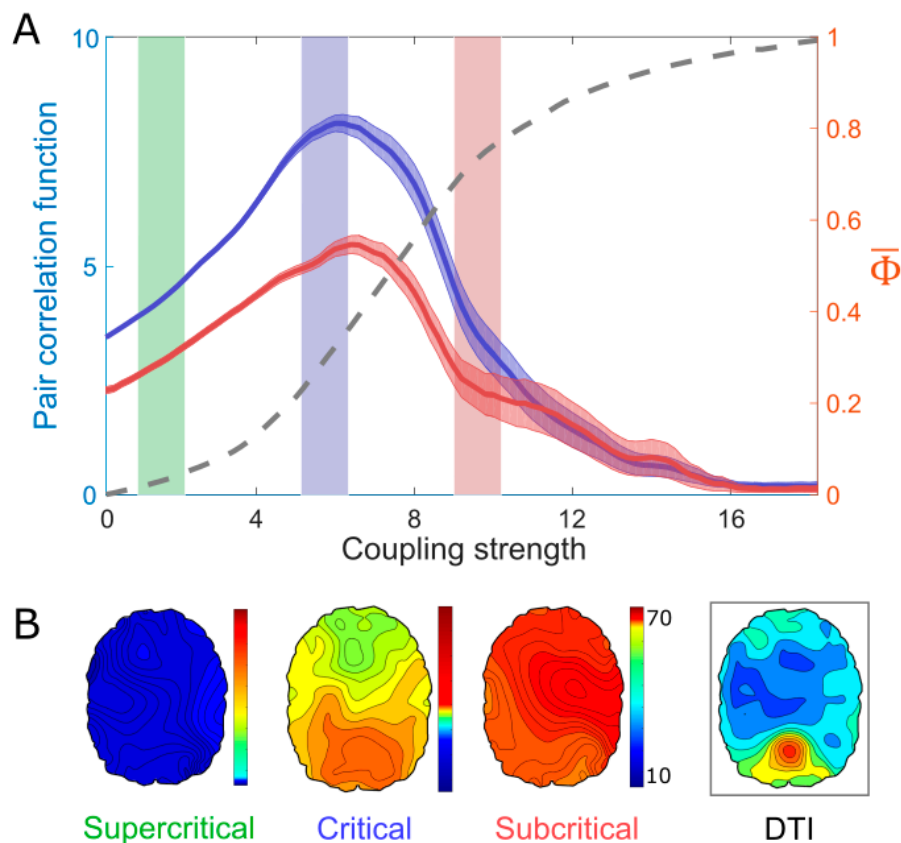 A
Pair correlation function
10
5
0
1
0.8
0.6
0.4
0.2
0
Φ̅
0 4 8 12 16
Coupling strength
B
70
10
Supercritical Critical Subcritical DTI